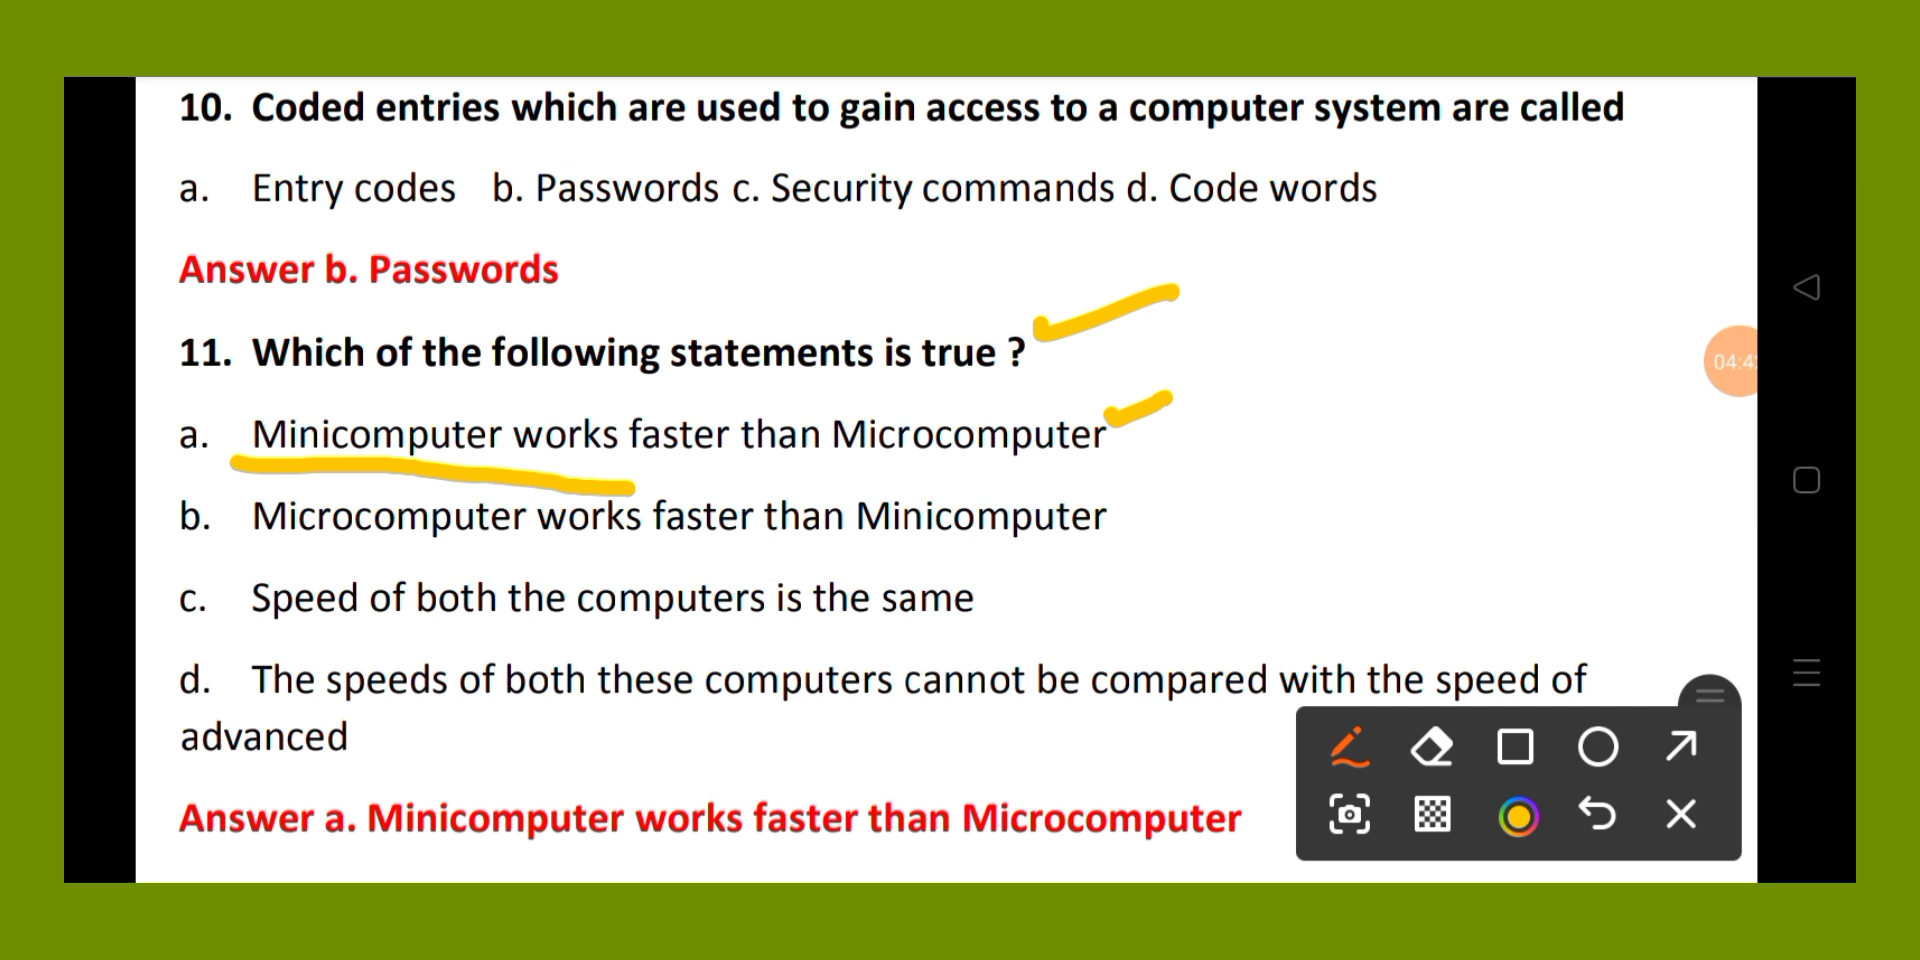 10. Coded entries which are used to gain access to a computer system are called
a. Entry codes b. Passwords c. Security commands d. Code words
Answer b. Passwords
11. Which of the following statements is true ?
a. Minicomputer works faster than Microcomputer
b. Microcomputer works faster than Minicomputer
c. Speed of both the computers is the same
d. The speeds of both these computers cannot be compared with the speed of
advanced
Answer a. Minicomputer works faster than Microcomputer